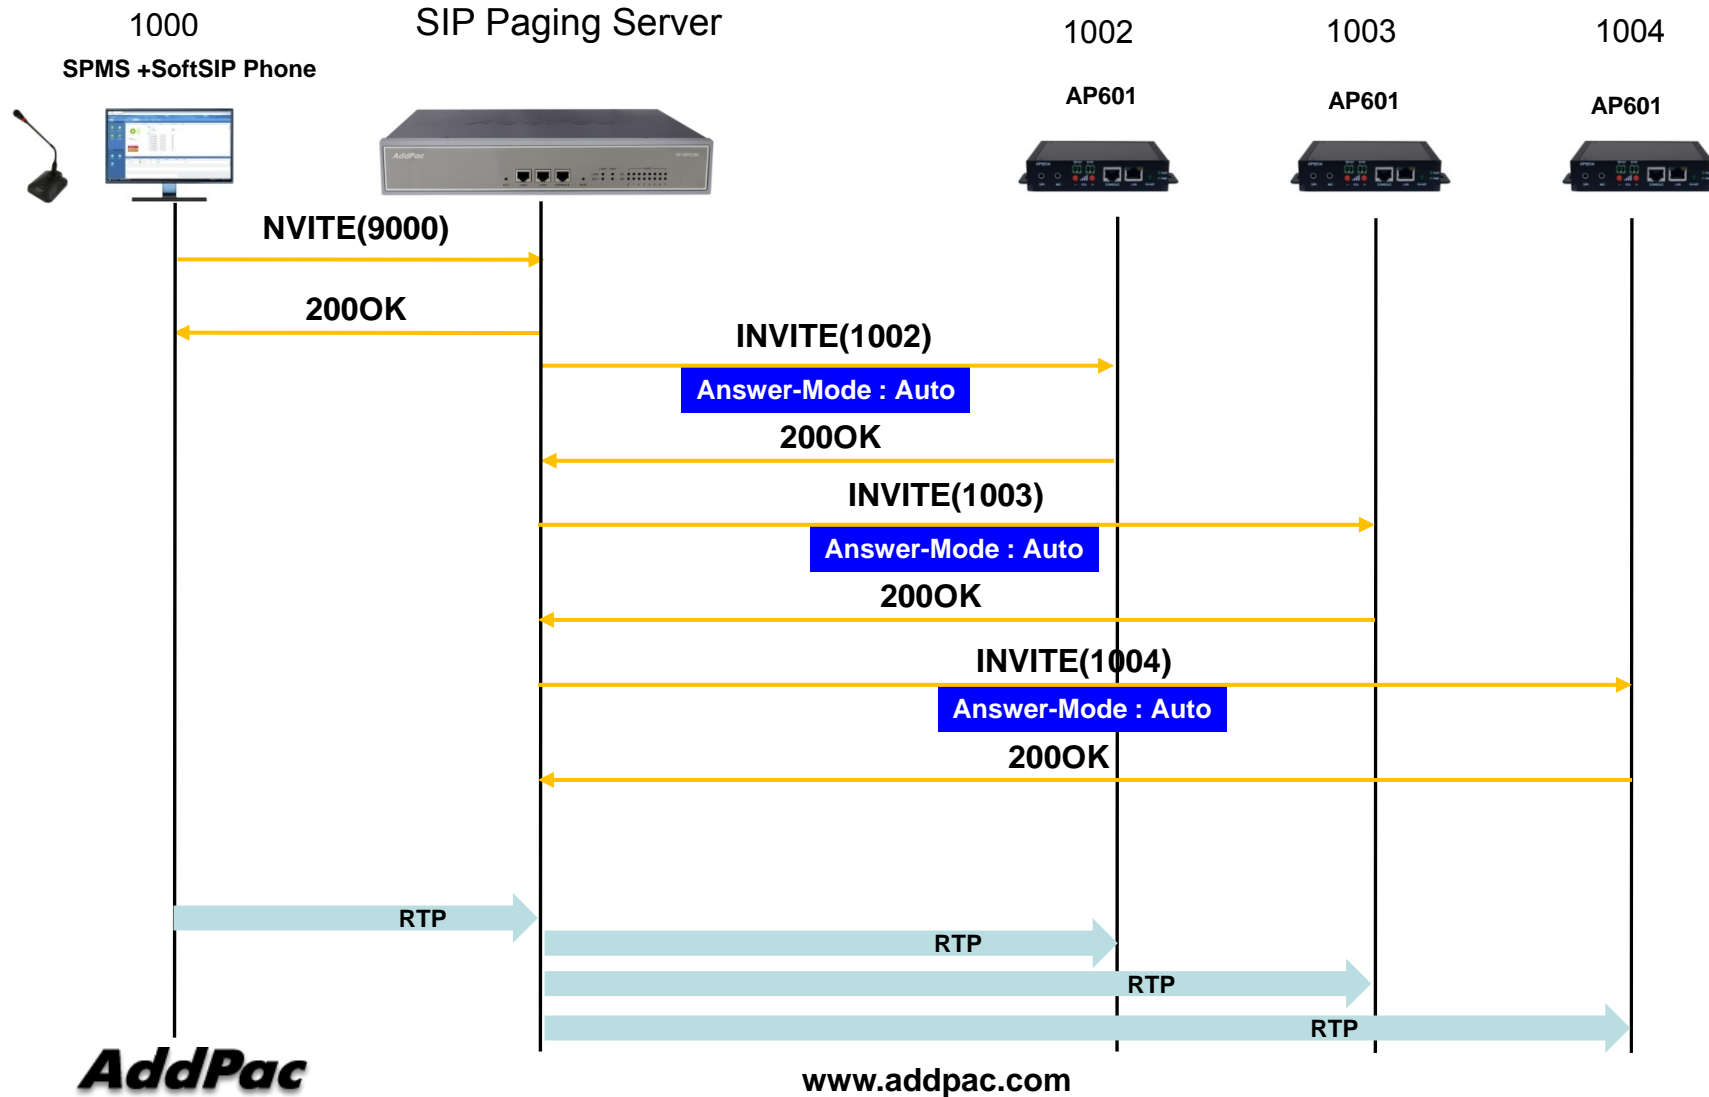 1000
SIP Paging Server
1002
1003
1004
SPMS +SoftSIP Phone
AP601
AP601
AP601
AddPac
NVITE(9000)
200OK
INVITE(1002)
Answer-Mode : Auto
200OK
INVITE(1003)
Answer-Mode : Auto
200OK
INVITE(1004)
Answer-Mode : Auto
200OK
RTP
RTP
RTP
RTP
AddPac
www.addpac.com